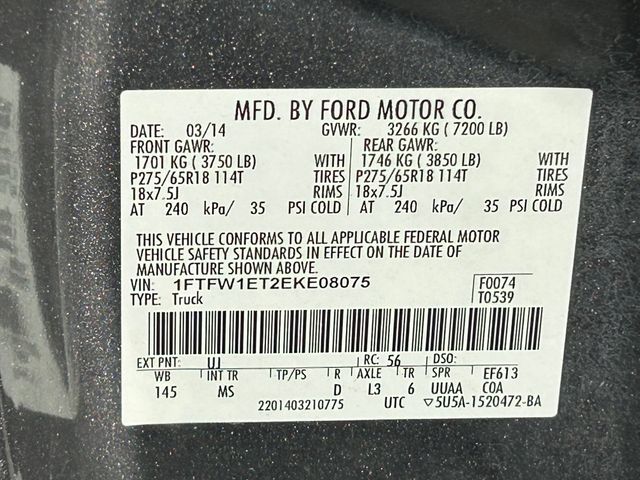 MFD. BY FORD MOTOR CO.
DATE: 03/14 GVWR: 3266 KG ( 7200 LB)
FRONT GAWR: REAR GAWR:
1701 KG ( 3750 LB) WITH 1746 KG ( 3850 LB) WITH
P275/65R18 114T TIRES P275/65R18 114T TIRES
18x7.5J RIMS 18x7.5J RIMS
AT 240 kPa/ 35 PSI COLD AT 240 kPa/ 35 PSI COLD
THIS VEHICLE CONFORMS TO ALL APPLICABLE FEDERAL MOTOR
VEHICLE SAFETY STANDARDS IN EFFECT ON THE DATE OF
MANUFACTURE SHOWN ABOVE.
VIN: 1FTFW1ET2EKE08075 F0074
TYPE: Truck T0539
EXT PNT: UJ RC: 56 DSO:
WB INT TR TP/PS R AXLE TR SPR EF613
145 MS D L3 6 UUAA COA
2201403210775 UTC ▽5U5A-1520472-BA